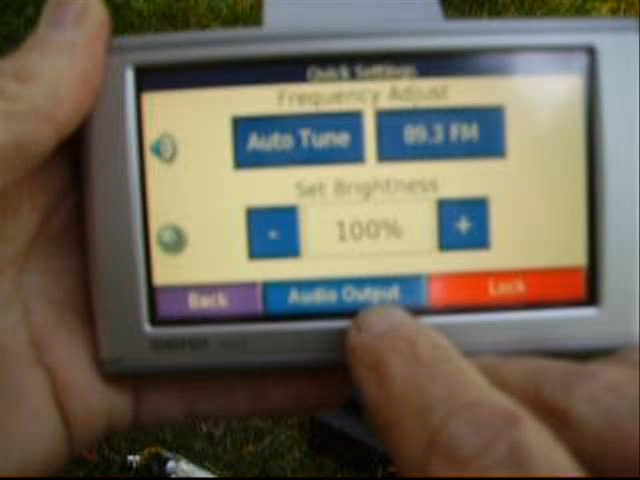 Quick Settings
Frequency Adjust
Auto Tune 89.3 FM
Set Brightness
- 100% +
Back Audio Output Lock